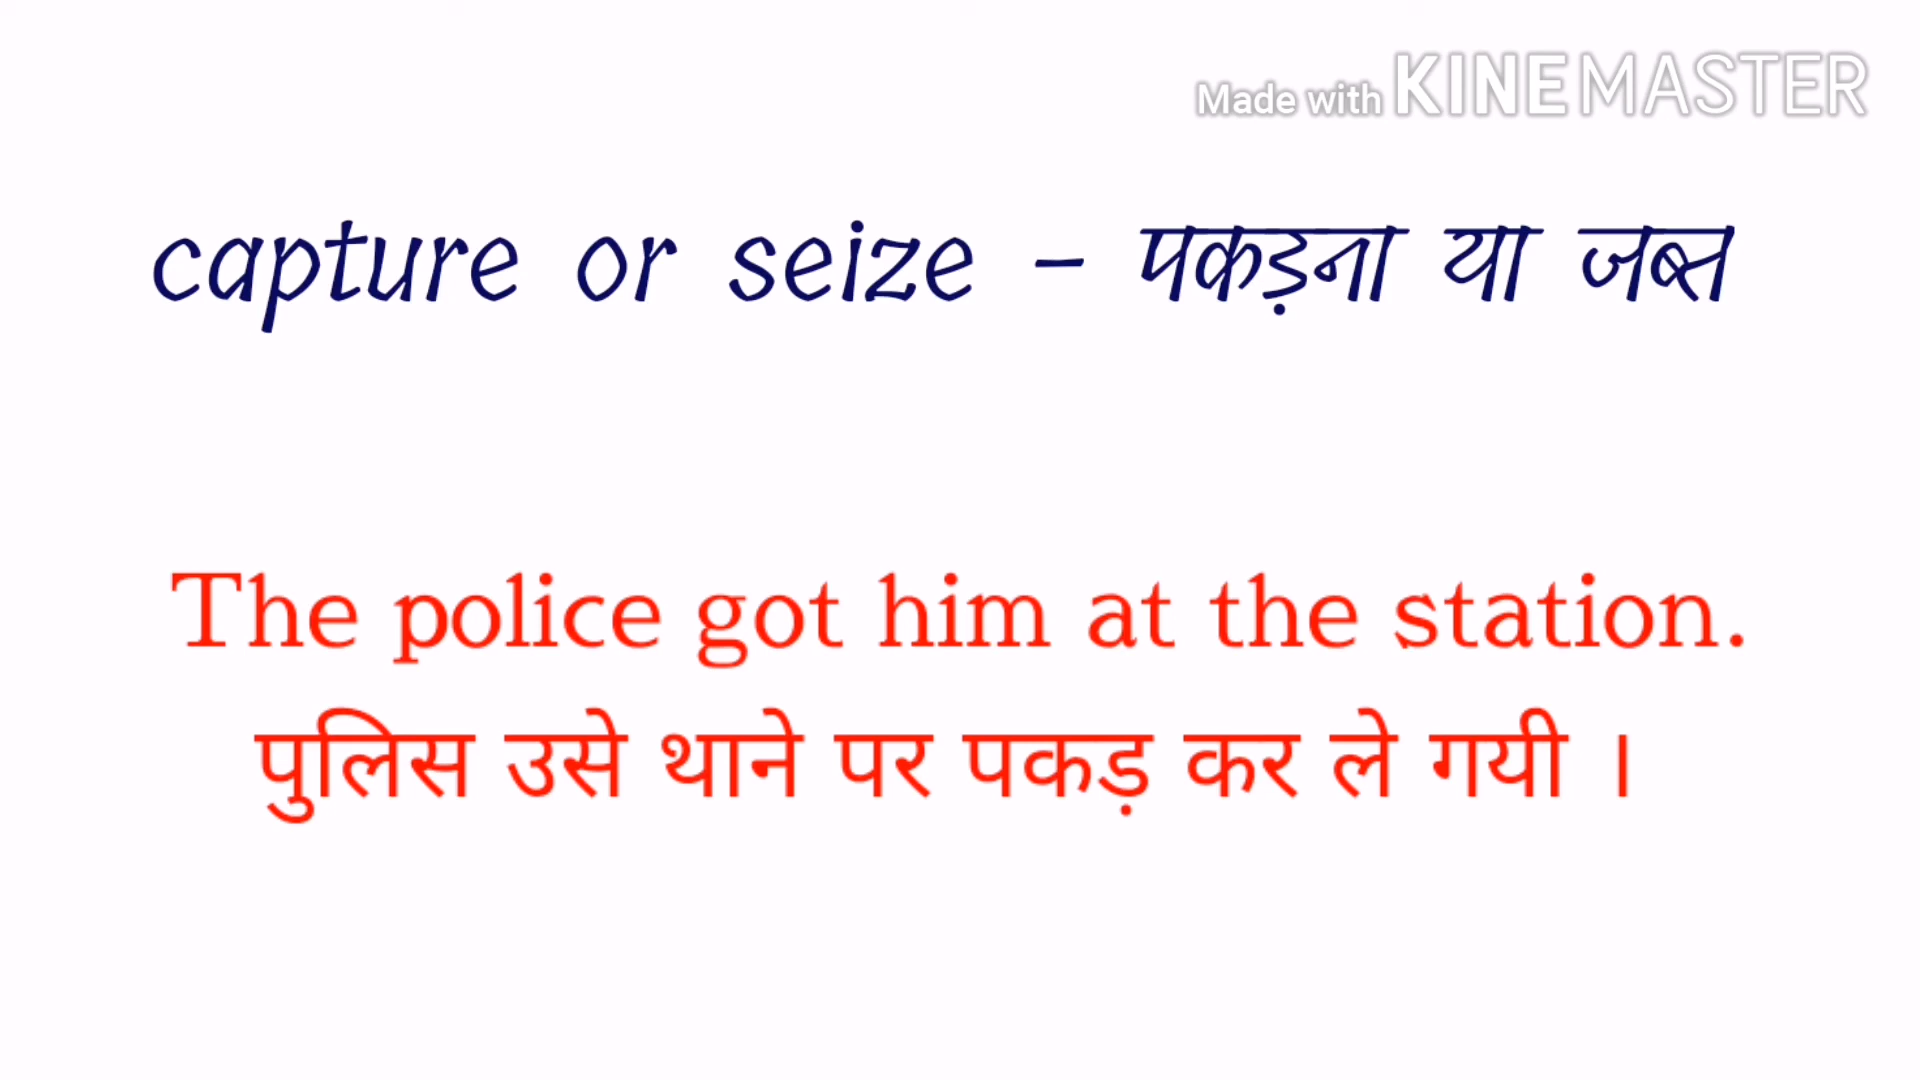 Made with KINEMASTER
capture or seize - पकड़ना या जब्त
The police got him at the station.
पुलिस उसे थाने पर पकड़ कर ले गयी ।